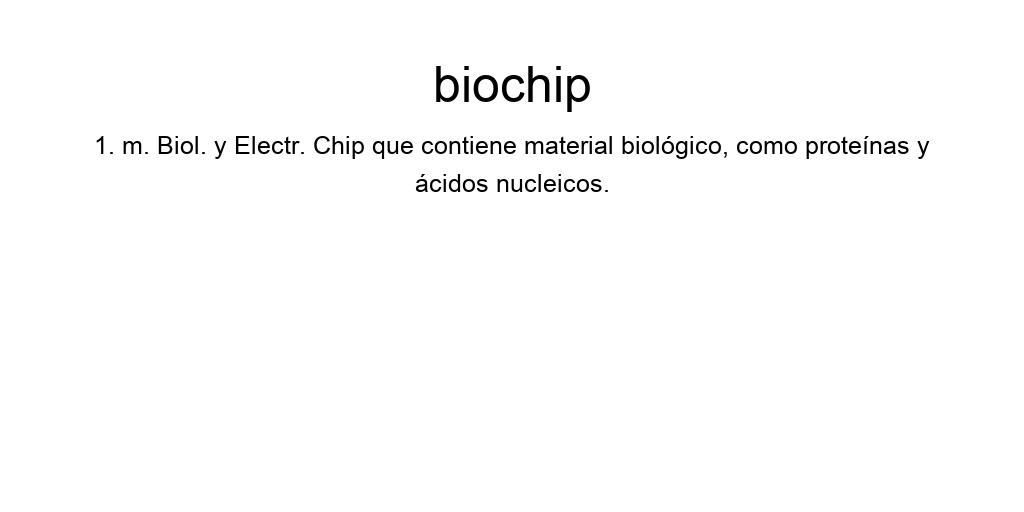 biochip
1. m. Biol. y Electr. Chip que contiene material biológico, como proteínas y
ácidos nucleicos.